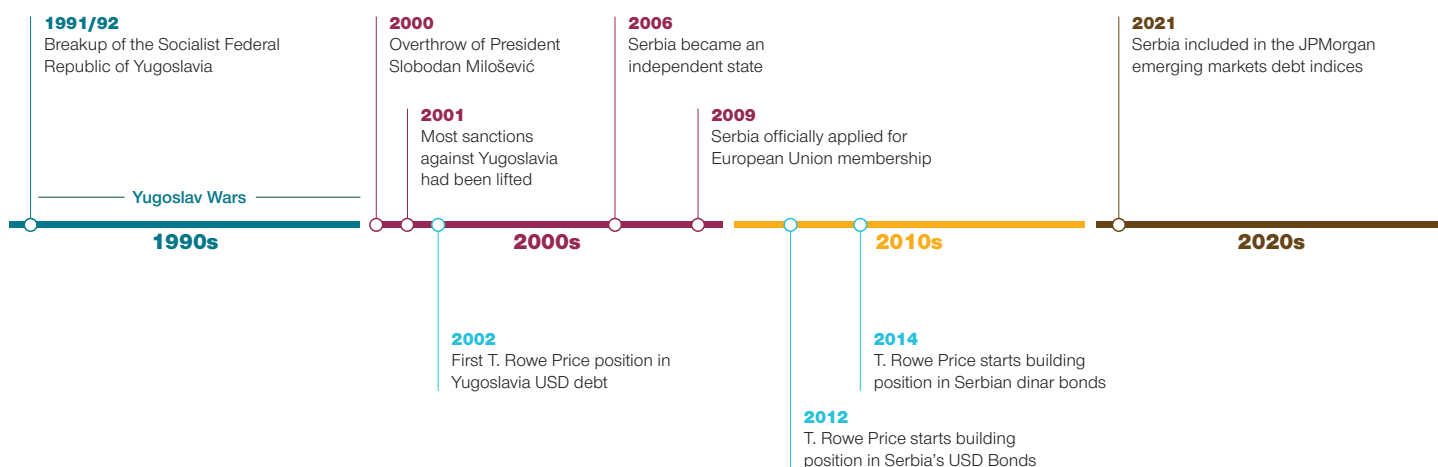 1991/92
Breakup of the Socialist Federal
Republic of Yugoslavia
2000
Overthrow of President
Slobodan Milošević
2006
Serbia became an
independent state
2021
Serbia included in the JPMorgan
emerging markets debt indices
2001
Most sanctions
against Yugoslavia
had been lifted
2009
Serbia officially applied for
European Union membership
Yugoslav Wars
1990s
2000s
2010s
2020s
2002
First T. Rowe Price position in
Yugoslavia USD debt
2014
T. Rowe Price starts building
position in Serbian dinar bonds
2012
T. Rowe Price starts building
position in Serbia's USD Bonds